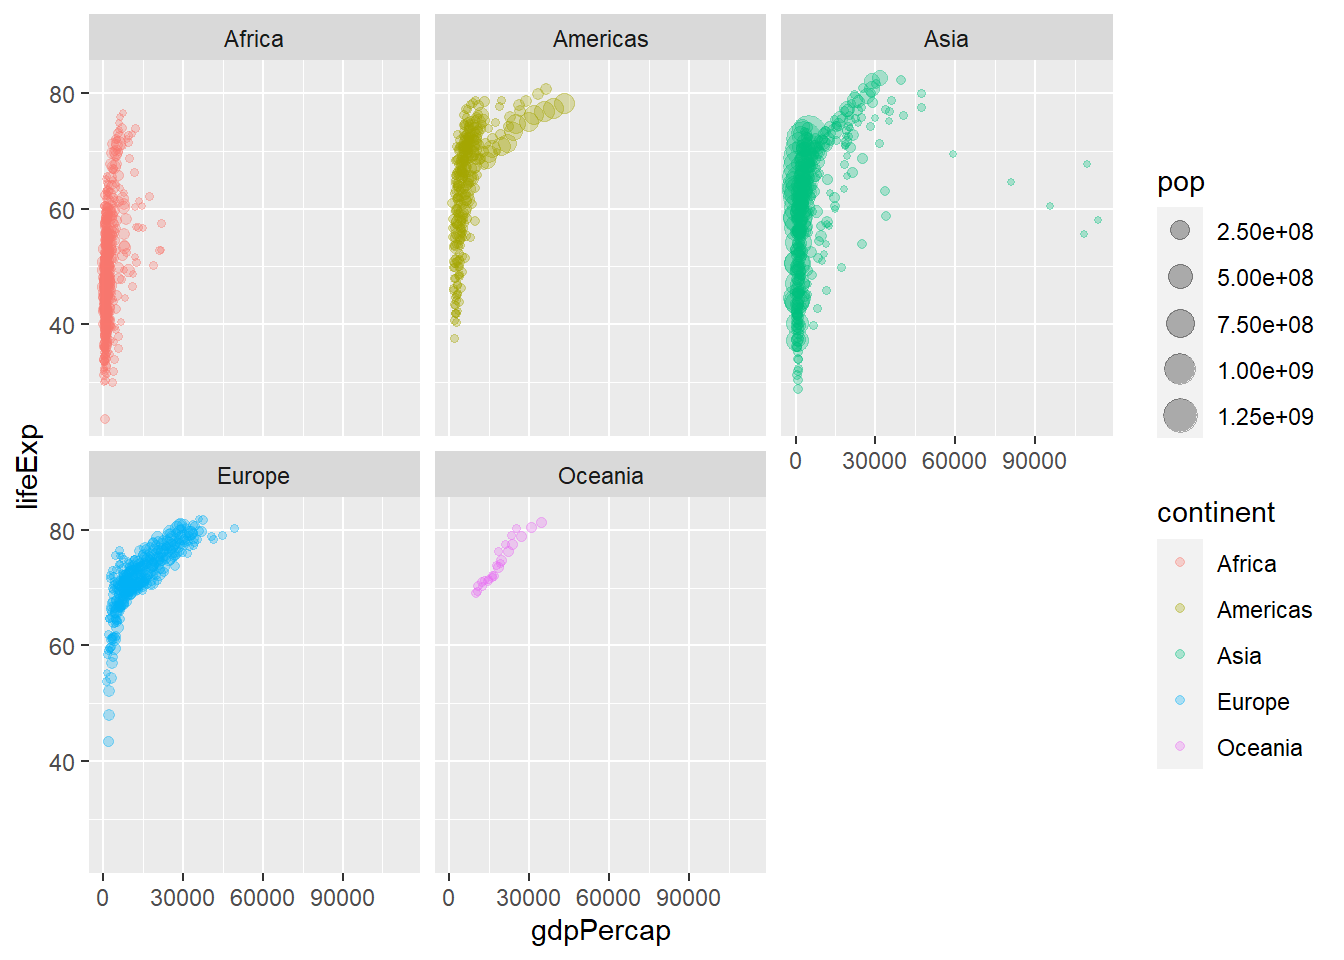 Africa Americas Asia
80
60
40
0 30000 60000 90000
Europe Oceania
80
60
40
0 30000 60000 90000 0 30000 60000 90000
gdpPercap
lifeExp
pop
2.50e+08
5.00e+08
7.50e+08
1.00e+09
1.25e+09
continent
Africa
Americas
Asia
Europe
Oceania